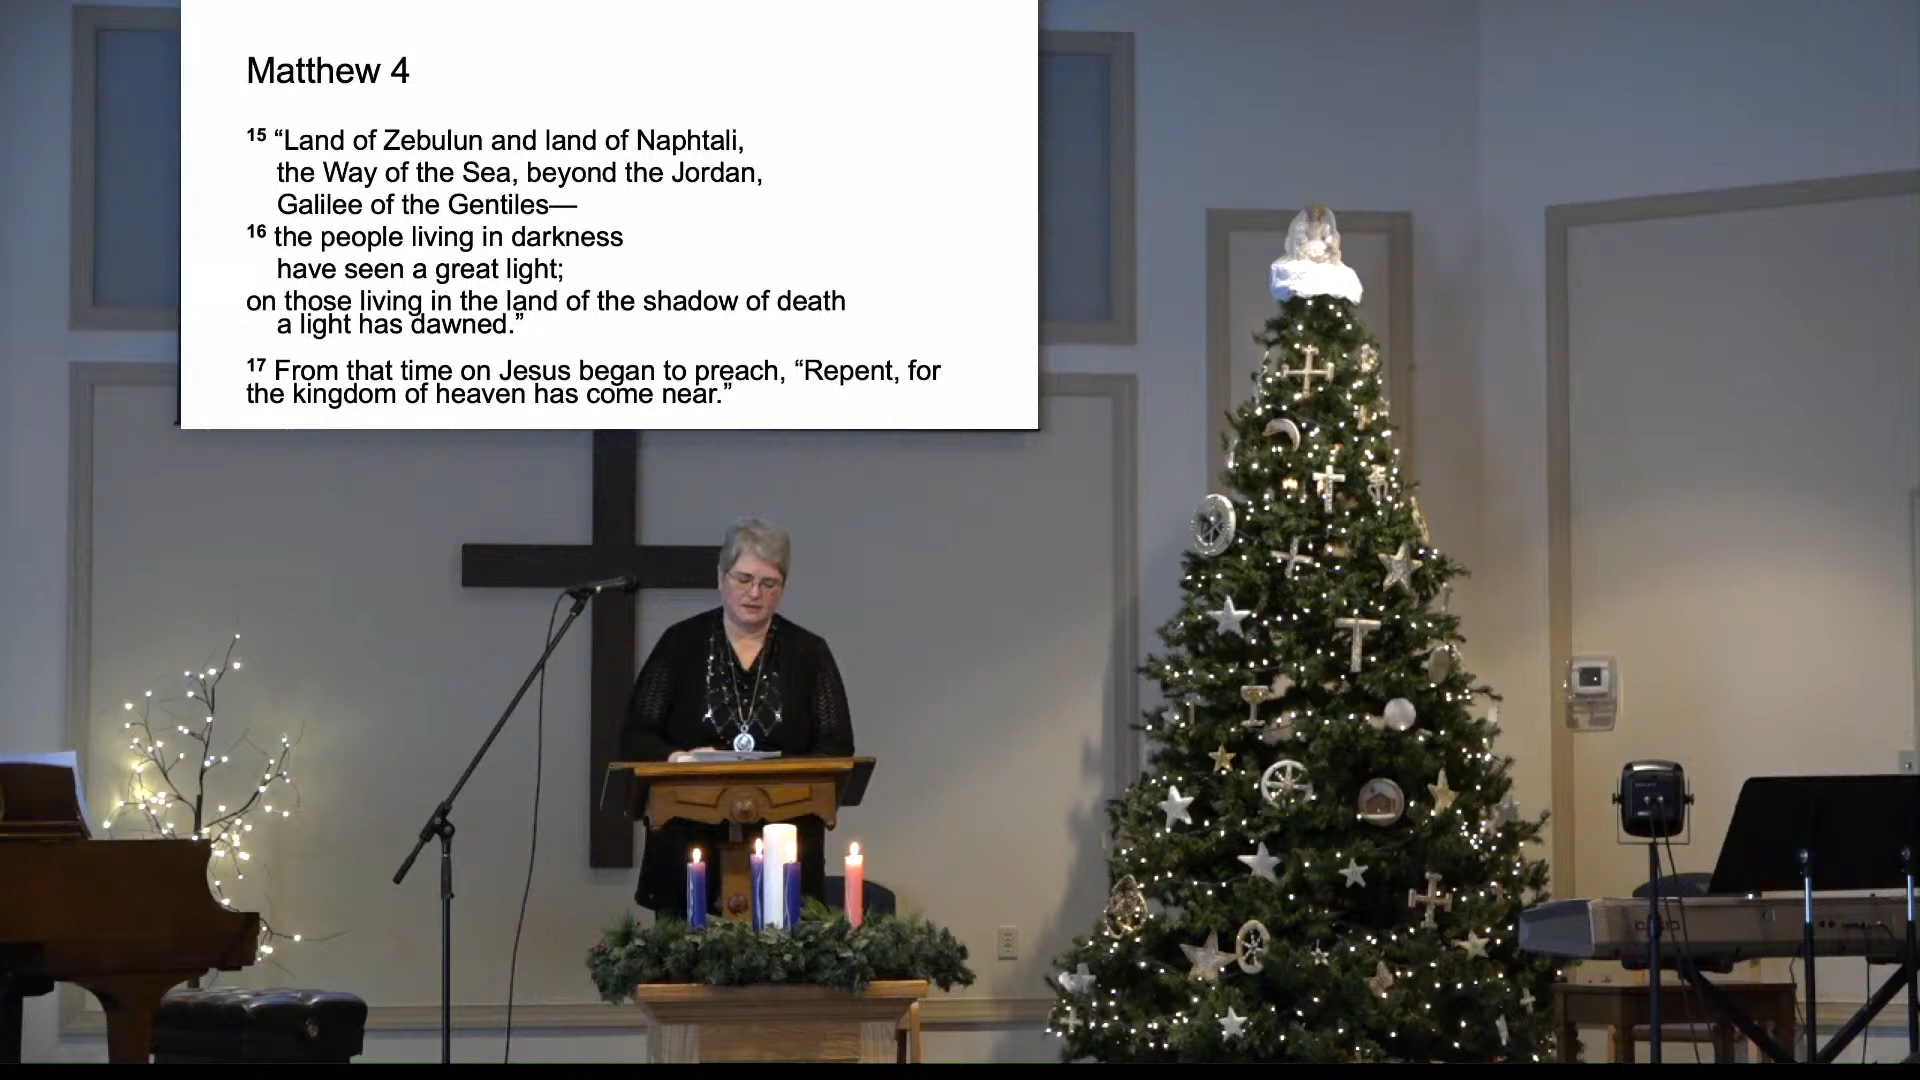 Matthew 4
15 “Land of Zebulun and land of Naphtali,
the Way of the Sea, beyond the Jordan,
Galilee of the Gentiles—
16 the people living in darkness
have seen a great light;
on those living in the land of the shadow of death
a light has dawned.”
17 From that time on Jesus began to preach, “Repent, for
the kingdom of heaven has come near.”
CASIO